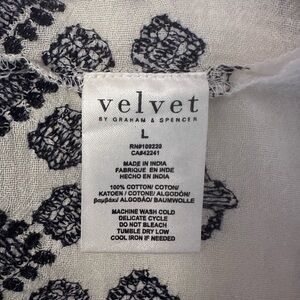 velvet
BY GRAHAM & SPENCER
L
RN#109220
CA#42241
MADE IN INDIA
FABRIQUE EN INDE
HECHO EN INDIA
100% COTTON/ COTON/
KATOEN / COTONE/ ALGODÓN/
βαμβάκι/ ALGODÃO/ BAUMWOLLE
MACHINE WASH COLD
DELICATE CYCLE
DO NOT BLEACH
TUMBLE DRY LOW
COOL IRON IF NEEDED